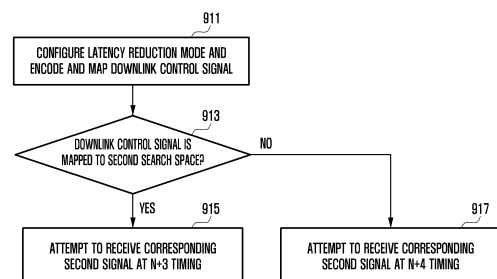 911
CONFIGURE LATENCY REDUCTION MODE AND
ENCODE AND MAP DOWNLINK CONTROL SIGNAL
913
DOWNLINK CONTROL SIGNAL IS
MAPPED TO SECOND SEARCH SPACE?
NO
YES
915
ATTEMPT TO RECEIVE CORRESPONDING
SECOND SIGNAL AT N+3 TIMING
917
ATTEMPT TO RECEIVE CORRESPONDING
SECOND SIGNAL AT N+4 TIMING